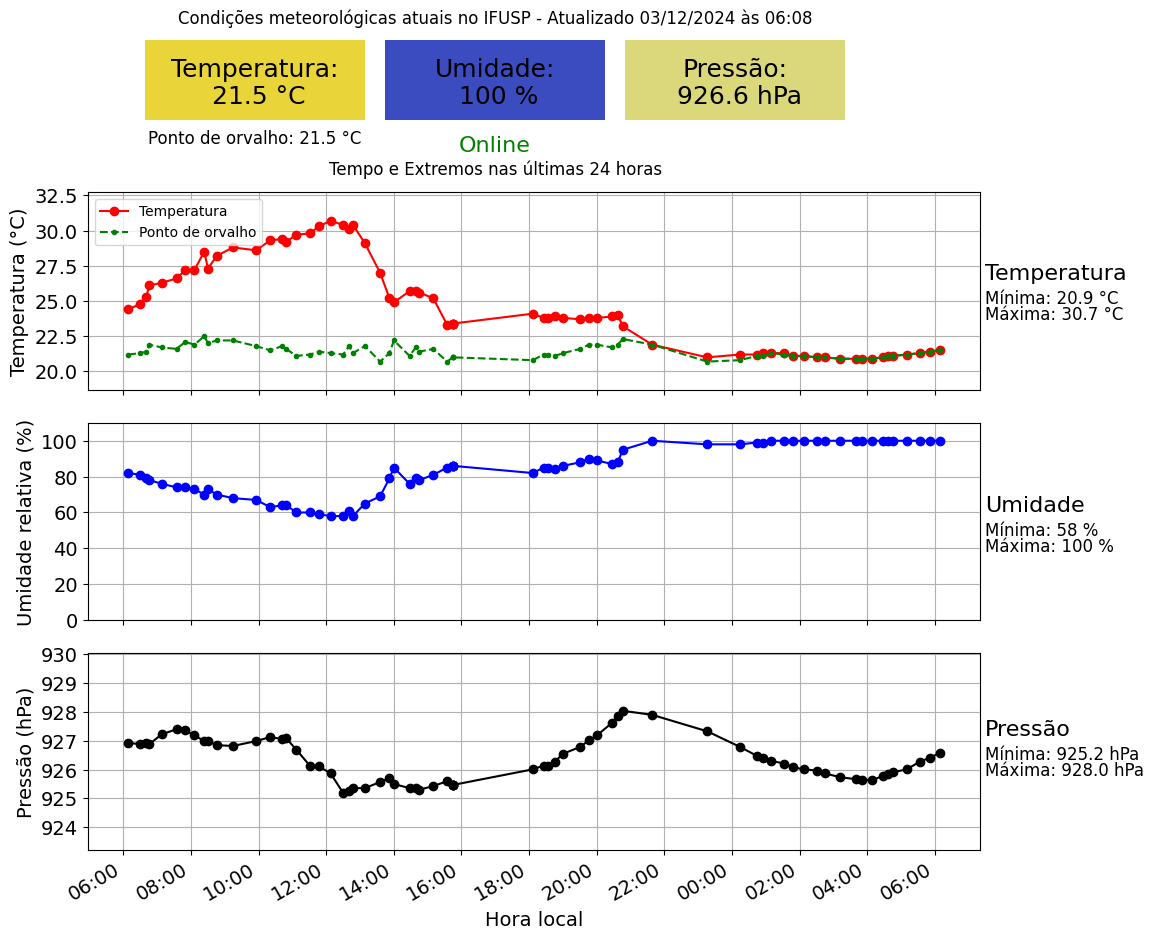 Condições meteorológicas atuais no IFUSP - Atualizado 03/12/2024 às 06:08
Temperatura:
21.5 °C
Umidade:
100 %
Pressão:
926.6 hPa
Ponto de orvalho: 21.5 °C
Online
Tempo e Extremos nas últimas 24 horas
Temperatura (°C)
32.5
30.0
27.5
25.0
22.5
20.0
Temperatura
Ponto de orvalho
Temperatura
Mínima: 20.9 °C
Máxima: 30.7 °C
Umidade relativa (%)
100
80
60
40
20
0
Umidade
Mínima: 58 %
Máxima: 100 %
Pressão (hPa)
930
929
928
927
926
925
924
Pressão
Mínima: 925.2 hPa
Máxima: 928.0 hPa
06:00 08:00 10:00 12:00 14:00 16:00 18:00 20:00 22:00 00:00 02:00 04:00 06:00
Hora local